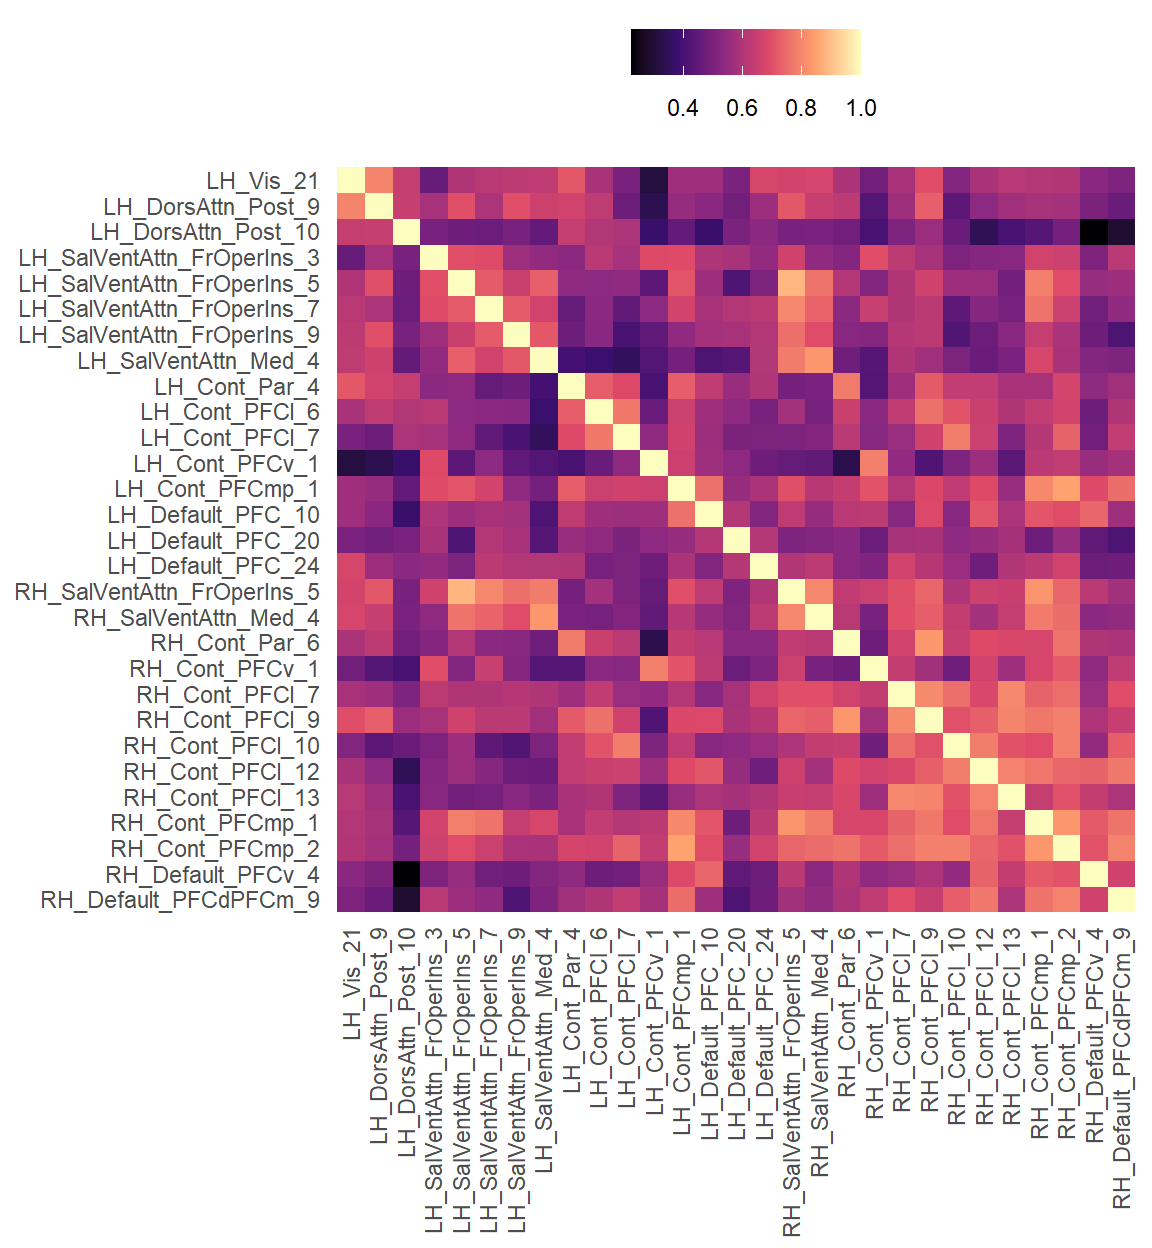 0.4 0.6 0.8 1.0
LH_Vis_21
LH_DorsAttn_Post_9
LH_DorsAttn_Post_10
LH_SalVentAttn_FrOperIns_3
LH_SalVentAttn_FrOperIns_5
LH_SalVentAttn_FrOperIns_7
LH_SalVentAttn_FrOperIns_9
LH_SalVentAttn_Med_4
LH_Cont_Par_4
LH_Cont_PFCl_6
LH_Cont_PFCl_7
LH_Cont_PFCv_1
LH_Cont_PFCmp_1
LH_Default_PFC_10
LH_Default_PFC_20
LH_Default_PFC_24
RH_SalVentAttn_FrOperIns_5
RH_SalVentAttn_Med_4
RH_Cont_Par_6
RH_Cont_PFCv_1
RH_Cont_PFCl_7
RH_Cont_PFCl_9
RH_Cont_PFCl_10
RH_Cont_PFCl_12
RH_Cont_PFCl_13
RH_Cont_PFCmp_1
RH_Cont_PFCmp_2
RH_Default_PFCv_4
RH_Default_PFCdPFCm_9
LH_Vis_21
LH_DorsAttn_Post_9
LH_DorsAttn_Post_10
LH_SalVentAttn_FrOperIns_3
LH_SalVentAttn_FrOperIns_5
LH_SalVentAttn_FrOperIns_7
LH_SalVentAttn_FrOperIns_9
LH_SalVentAttn_Med_4
LH_Cont_Par_4
LH_Cont_PFCl_6
LH_Cont_PFCl_7
LH_Cont_PFCv_1
LH_Cont_PFCmp_1
LH_Default_PFC_10
LH_Default_PFC_20
LH_Default_PFC_24
RH_SalVentAttn_FrOperIns_5
RH_SalVentAttn_Med_4
RH_Cont_Par_6
RH_Cont_PFCv_1
RH_Cont_PFCl_7
RH_Cont_PFCl_9
RH_Cont_PFCl_10
RH_Cont_PFCl_12
RH_Cont_PFCl_13
RH_Cont_PFCmp_1
RH_Cont_PFCmp_2
RH_Default_PFCv_4
RH_Default_PFCdPFCm_9